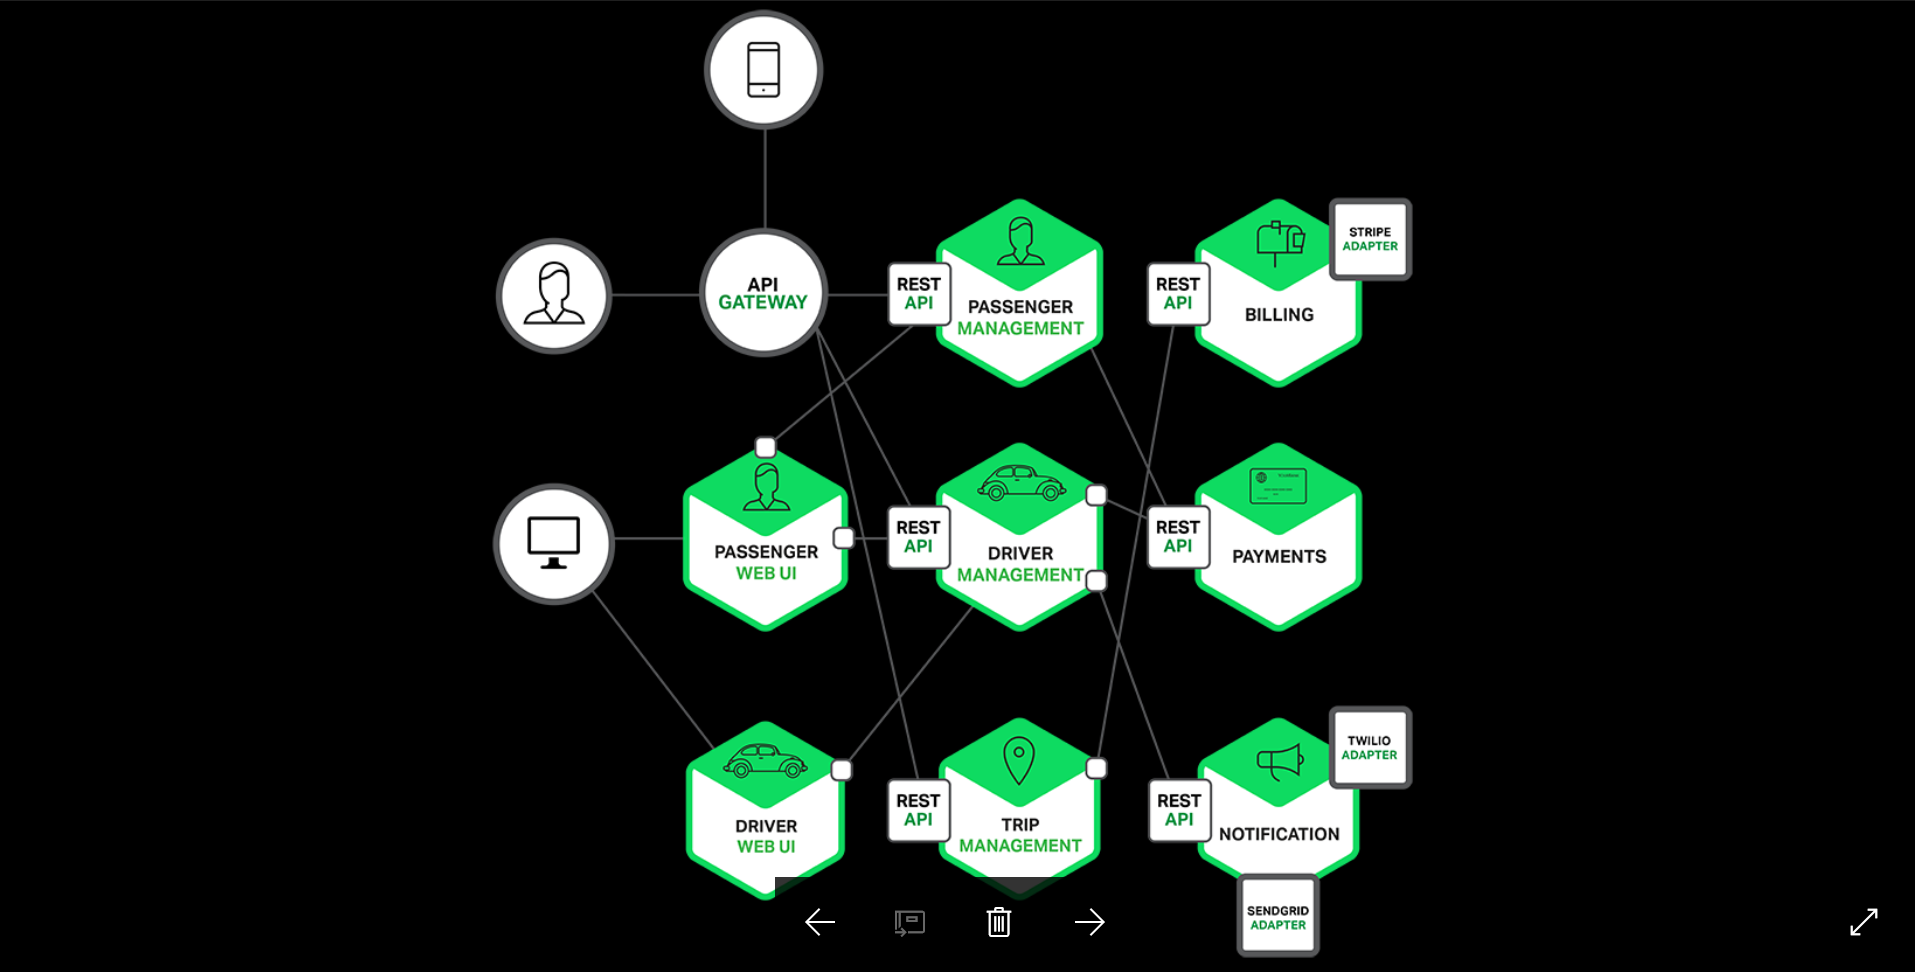 API
GATEWAY
REST
API
PASSENGER
MANAGEMENT
REST
API
BILLING
STRIPE
ADAPTER
PASSENGER
WEB UI
REST
API
DRIVER
MANAGEMENT
REST
API
PAYMENTS
DRIVER
WEB UI
REST
API
TRIP
MANAGEMENT
REST
API
NOTIFICATION
TWILIO
ADAPTER
SENDGRID
ADAPTER